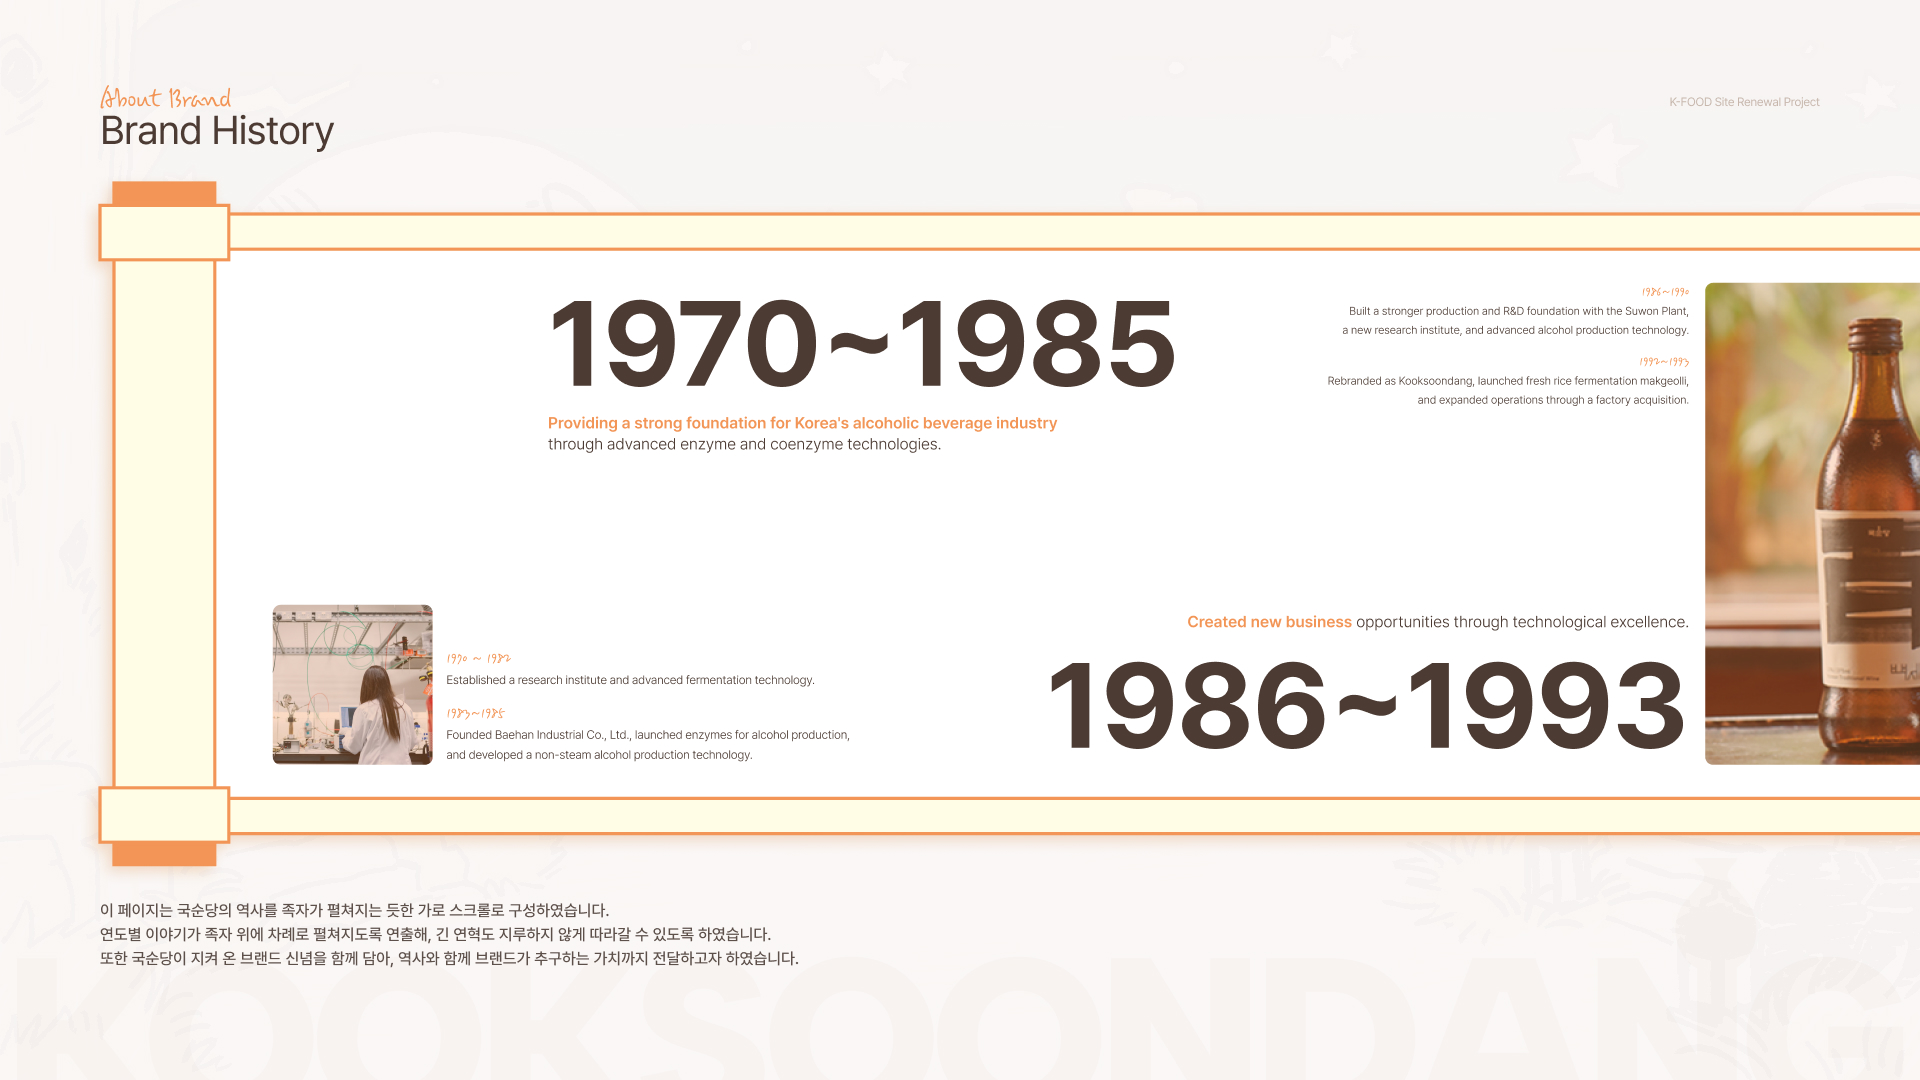 About Brand
Brand History
K-FOOD Site Renewal Project
1970~1985
Providing a strong foundation for Korea's alcoholic beverage industry
through advanced enzyme and coenzyme technologies.
1970 ~ 1982
Established a research institute and advanced fermentation technology.
1983~1985
Founded Baehan Industrial Co., Ltd., launched enzymes for alcohol production,
and developed a non-steam alcohol production technology.
1986~1990
Built a stronger production and R&D foundation with the Suwon Plant,
a new research institute, and advanced alcohol production technology.
1992~1993
Rebranded as Kooksoondang, launched fresh rice fermentation makgeolli,
and expanded operations through a factory acquisition.
Created new business opportunities through technological excellence.
1986~1993
이 페이지는 국순당의 역사를 족자가 펼쳐지는 듯한 가로 스크롤로 구성하였습니다.
연도별 이야기가 족자 위에 차례로 펼쳐지도록 연출해, 긴 연혁도 지루하지 않게 따라갈 수 있도록 하였습니다.
또한 국순당이 지켜 온 브랜드 신념을 함께 담아, 역사와 함께 브랜드가 추구하는 가치까지 전달하고자 하였습니다.
KOOKSOONDANG